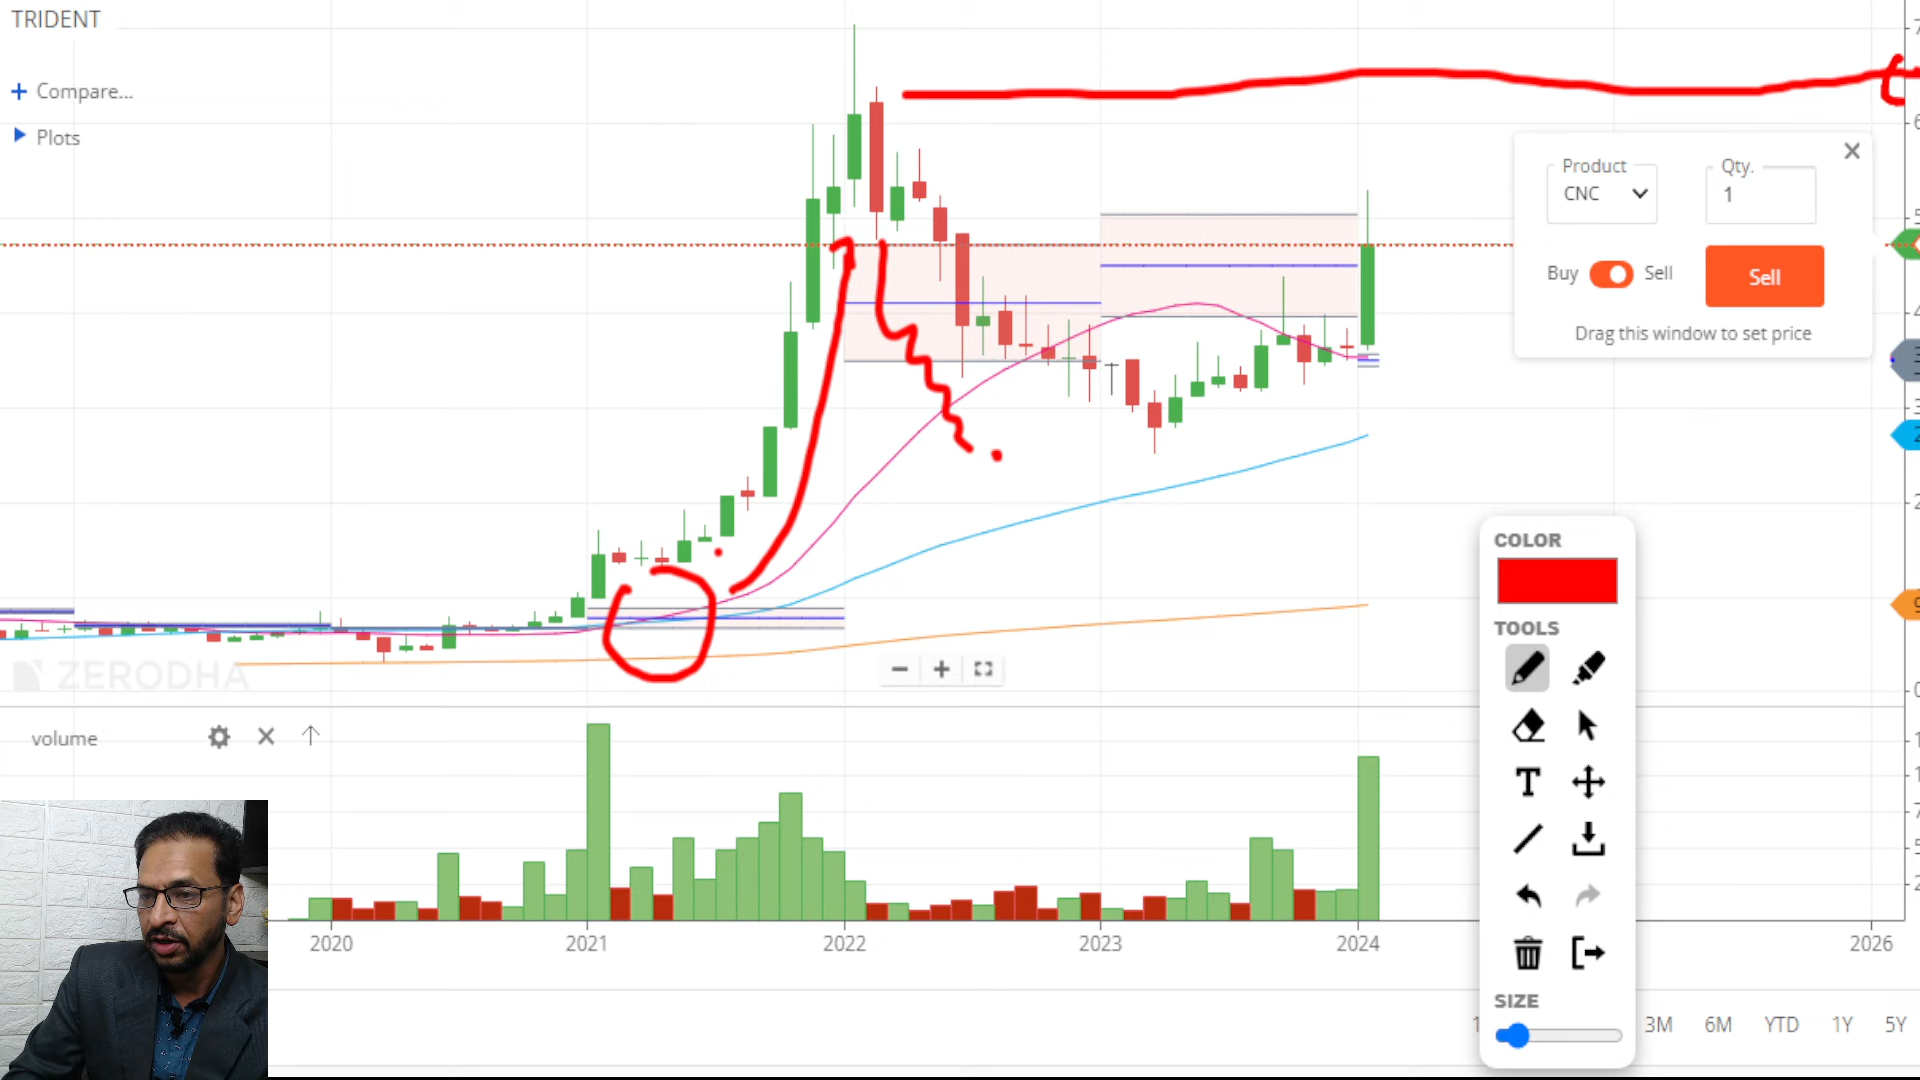 TRIDENT
Compare...
Plots
Product
CNC
Qty.
1
Buy
Sell
Sell
Drag this window to set price
COLOR
TOOLS
T
SIZE
ZERODHA
volume
2020
2021
2022
2023
2024
2026
3M
6M
YTD
1Y
5Y